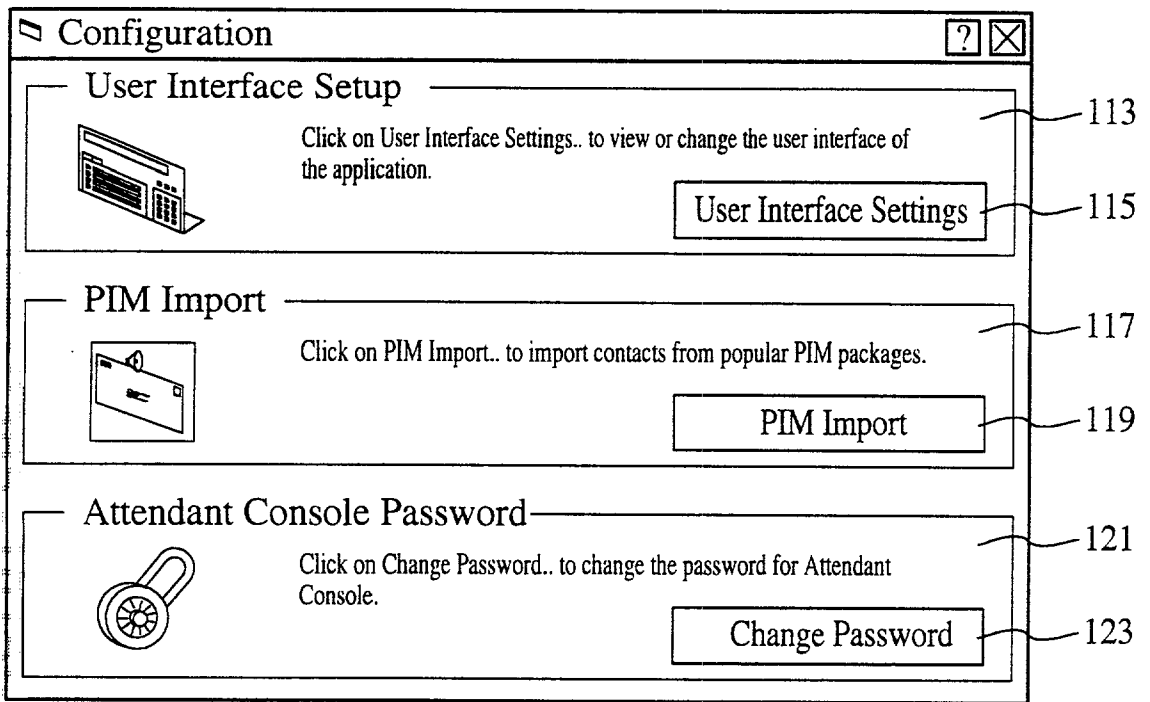 Configuration ?
User Interface Setup
113
Click on User Interface Settings.. to view or change the user interface of
the application.
User Interface Settings
115
PIM Import
117
Click on PIM Import.. to import contacts from popular PIM packages.
PIM Import
119
Attendant Console Password
121
Click on Change Password.. to change the password for Attendant
Console.
Change Password
123